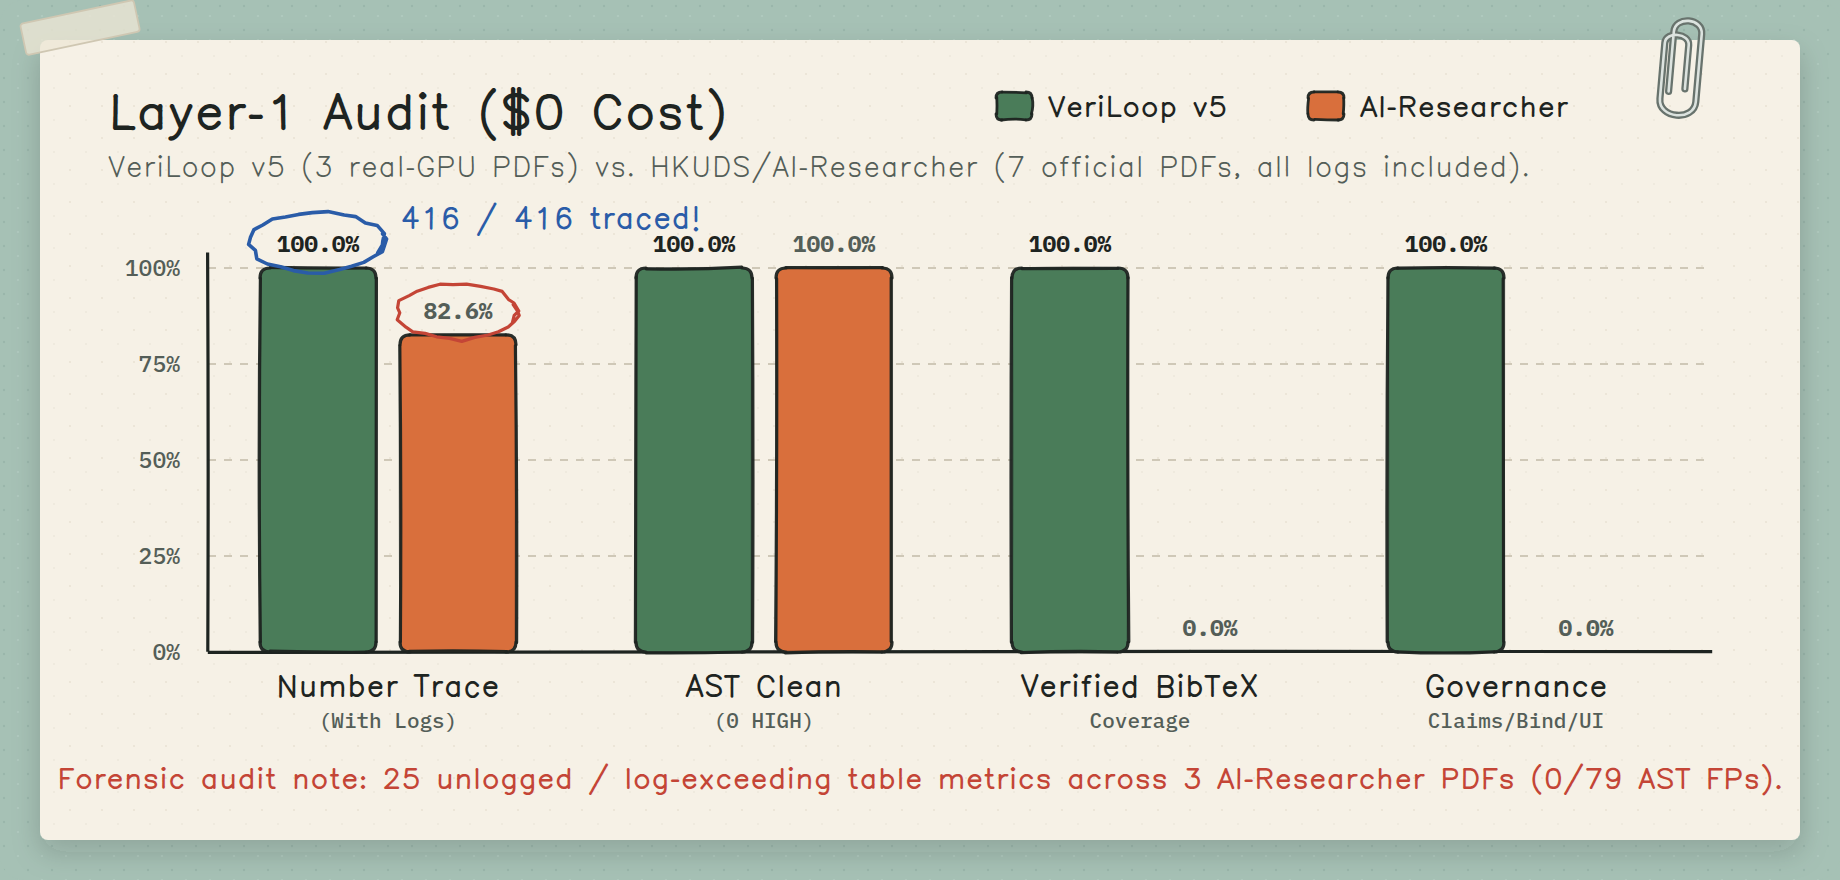 Layer-1 Audit ($0 Cost)
VeriLoop v5
AI-Researcher
VeriLoop v5 (3 real-GPU PDFs) vs. HKUDS/AI-Researcher (7 official PDFs, all logs included).
416 / 416 traced!
100.0%
82.6%
100.0%
100.0%
100.0%
0.0%
100.0%
0.0%
100%
75%
50%
25%
0%
Number Trace
(With Logs)
AST Clean
(0 HIGH)
Verified BibTeX
Coverage
Governance
Claims/Bind/UI
Forensic audit note: 25 unlogged / log-exceeding table metrics across 3 AI-Researcher PDFs (0/79 AST FPs).